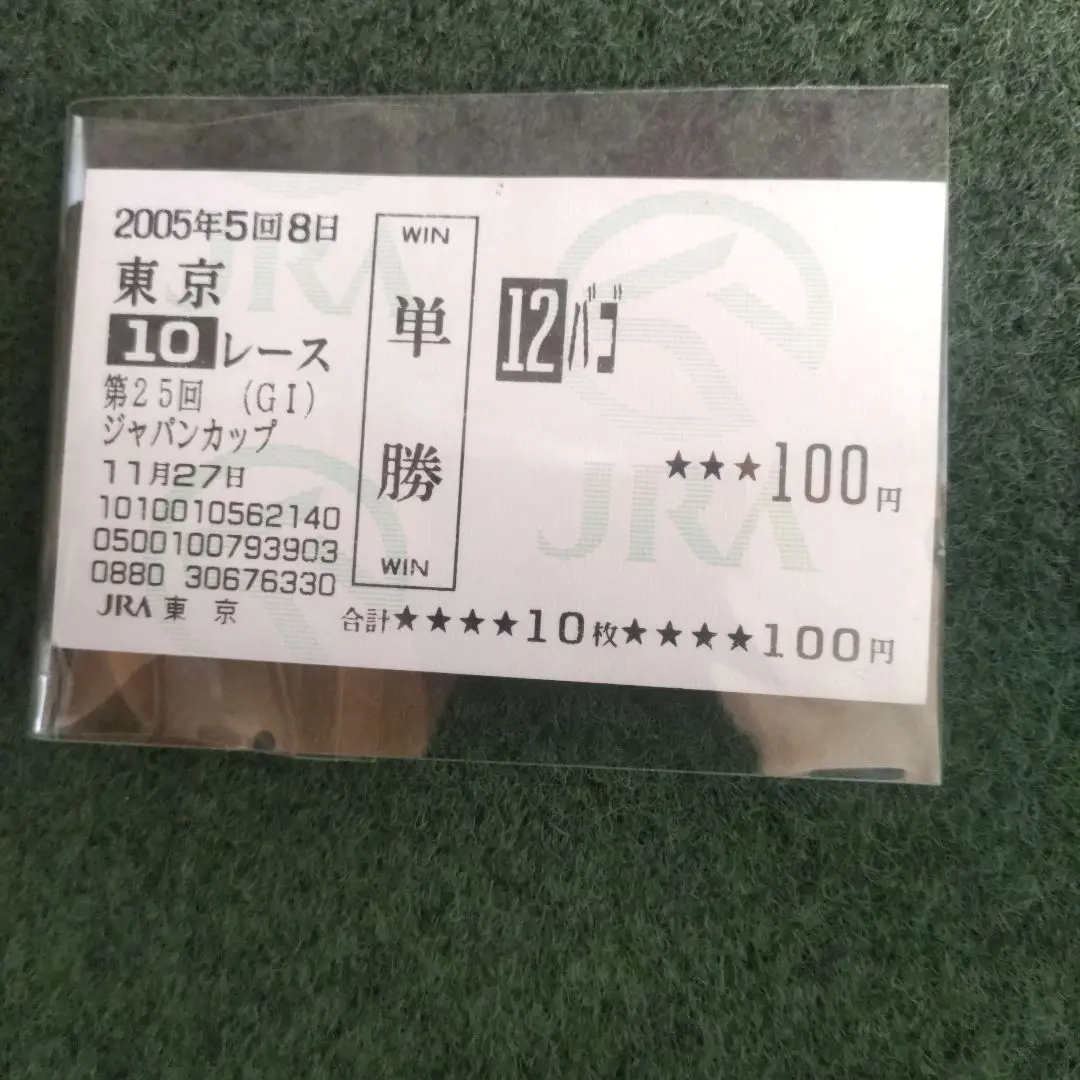 2005年5回8日
東京
10レース
第25回 (GI)
ジャパンカップ
11月27日
1010010562140
0500100793903
0880 30676330
JRA 東 京
WIN
単
勝
WIN
12バゴ
★★★100円
合計★★★★10枚★★★★100円
JRA
JRA